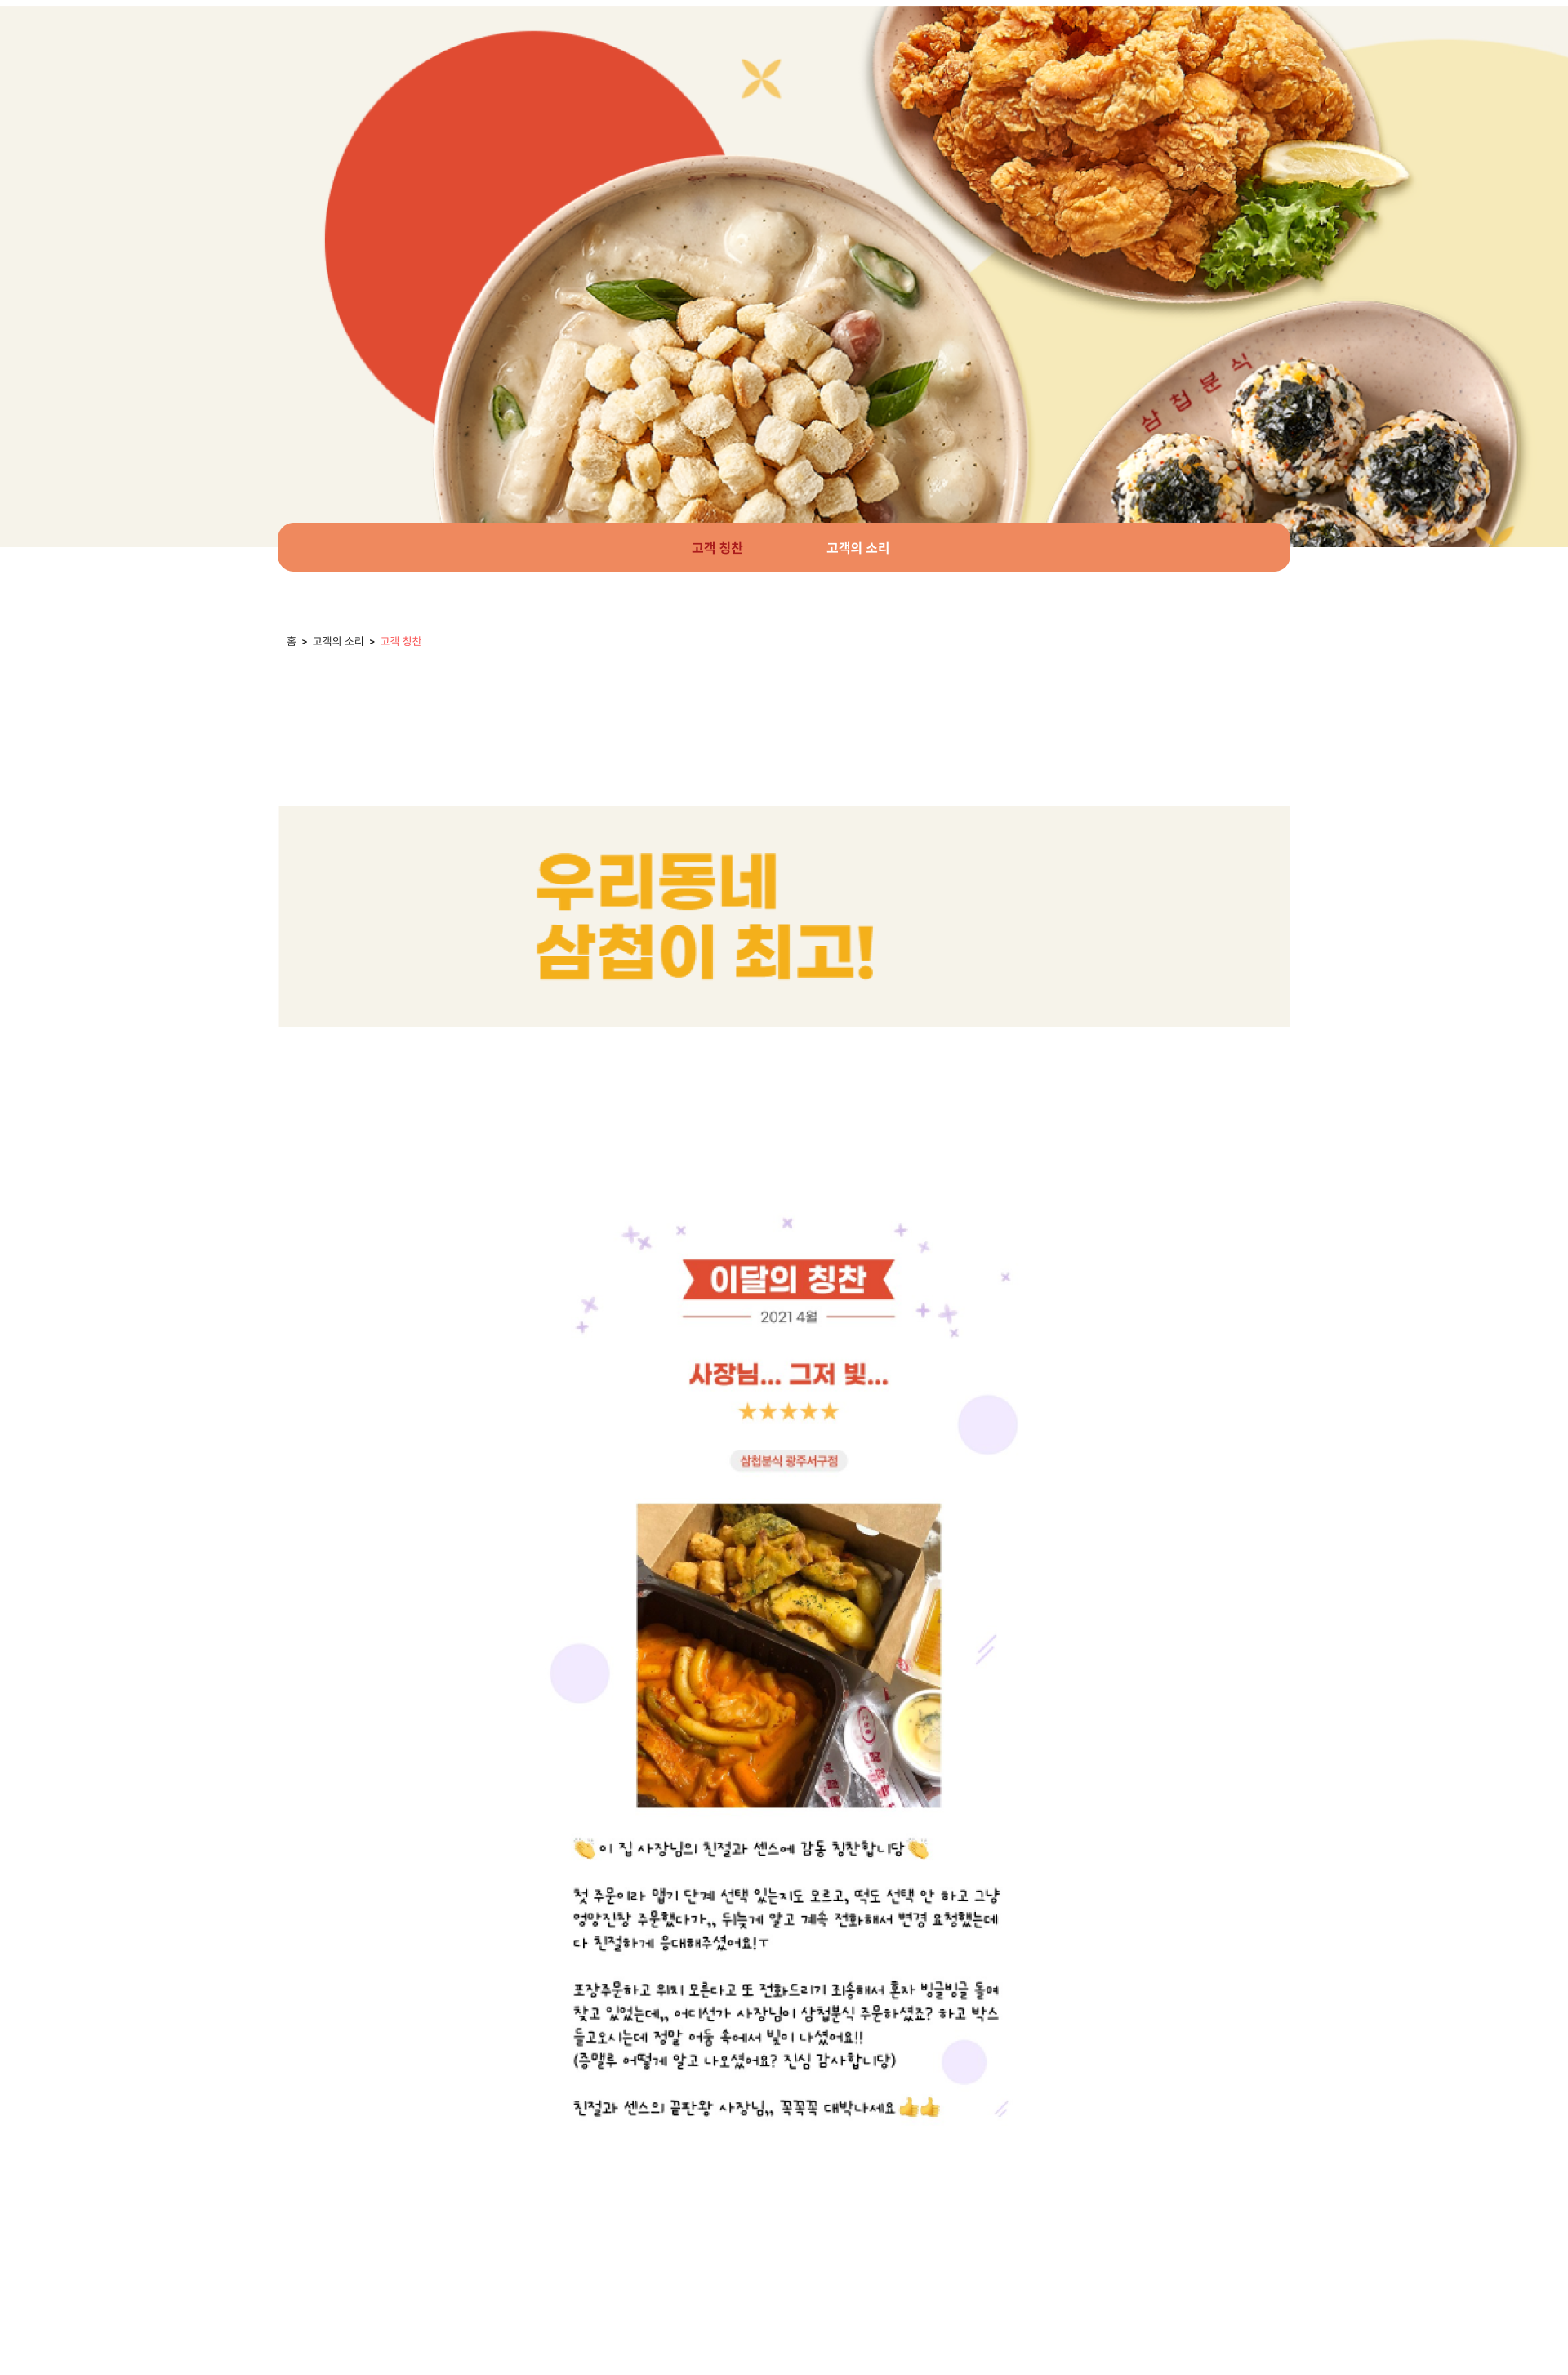 삼첩분식
고객 칭찬
고객의 소리
홈 > 고객의 소리 > 고객 칭찬
우리동네
삼첩이 최고!
이달의 칭찬
2021 4월
사장님... 그저 빛...
★★★★★
삼첩분식 광주서구점
👏 이 집 사장님의 친절과 센스에 감동 칭찬합니당👏
첫 주문이라 맵기 단계 선택 있는지도 모르고, 떡도 선택 안 하고 그냥
엉망진창 주문했다가,, 뒤늦게 알고 계속 전화해서 변경 요청했는데
다 친절하게 응대해주셨어요!ㅜ
포장주문하고 위치 모른다고 또 전화드리기 죄송해서 혼자 빙글빙글 돌며
찾고 있었는데,, 어디선가 사장님이 삼첩분식 주문하셨죠? 하고 박스
들고오시는데 정말 어둠 속에서 빛이 나셨어요!!
(증맬루 어떻게 알고 나오셨어요? 진심 감사합니당)
친절과 센스의 끝판왕 사장님,, 꼭꼭꼭 대박나세요👍👍